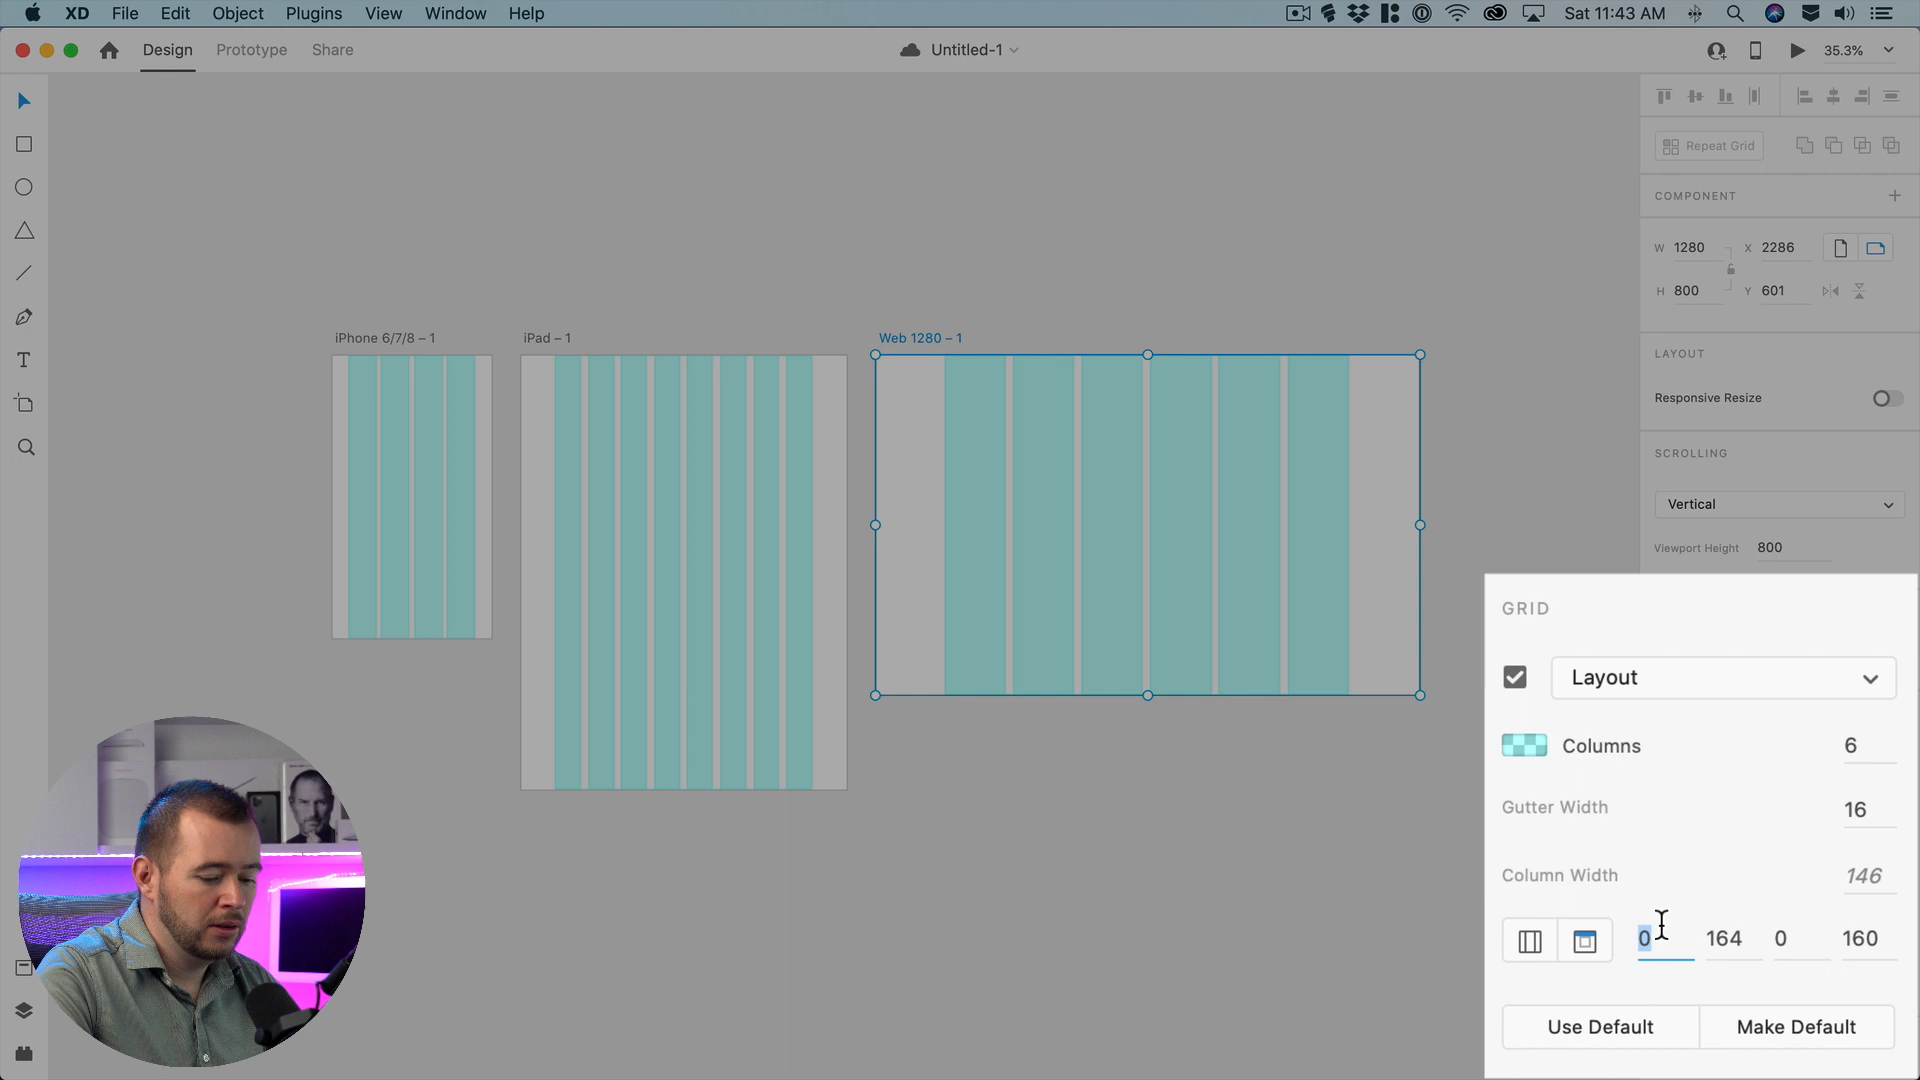 XD File Edit Object Plugins View Window Help
Sat 11:43 AM
Design Prototype Share
Untitled-1
35.3%
Repeat Grid
COMPONENT
W 1280 X 2286
H 800 Y 601
LAYOUT
Responsive Resize
SCROLLING
Vertical
Viewport Height 800
iPhone 6/7/8 – 1
iPad – 1
Web 1280 – 1
GRID
Layout
Columns 6
Gutter Width 16
Column Width 146
0 164 0 160
Use Default Make Default